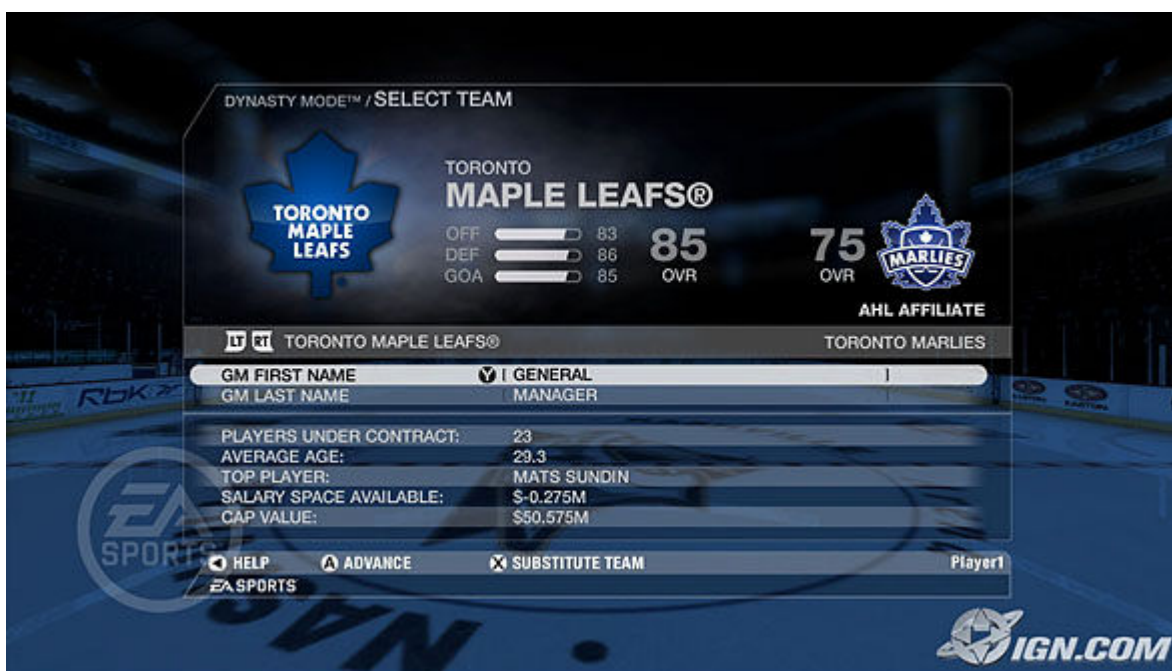 DYNASTY MODE™ / SELECT TEAM
TORONTO
MAPLE
LEAFS
TORONTO
MAPLE LEAFS®
OFF 83
DEF 86
GOA 85
85
OVR
75
OVR
MARLIES
AHL AFFILIATE
LT RT TORONTO MAPLE LEAFS® TORONTO MARLIES
GM FIRST NAME Y GENERAL
GM LAST NAME MANAGER
PLAYERS UNDER CONTRACT: 23
AVERAGE AGE: 29.3
TOP PLAYER: MATS SUNDIN
SALARY SPACE AVAILABLE: $-0.275M
CAP VALUE: $50.575M
HELP A ADVANCE X SUBSTITUTE TEAM Player1
EA SPORTS
EA
SPORTS
RbK
EASTON
NAS
IGN.COM